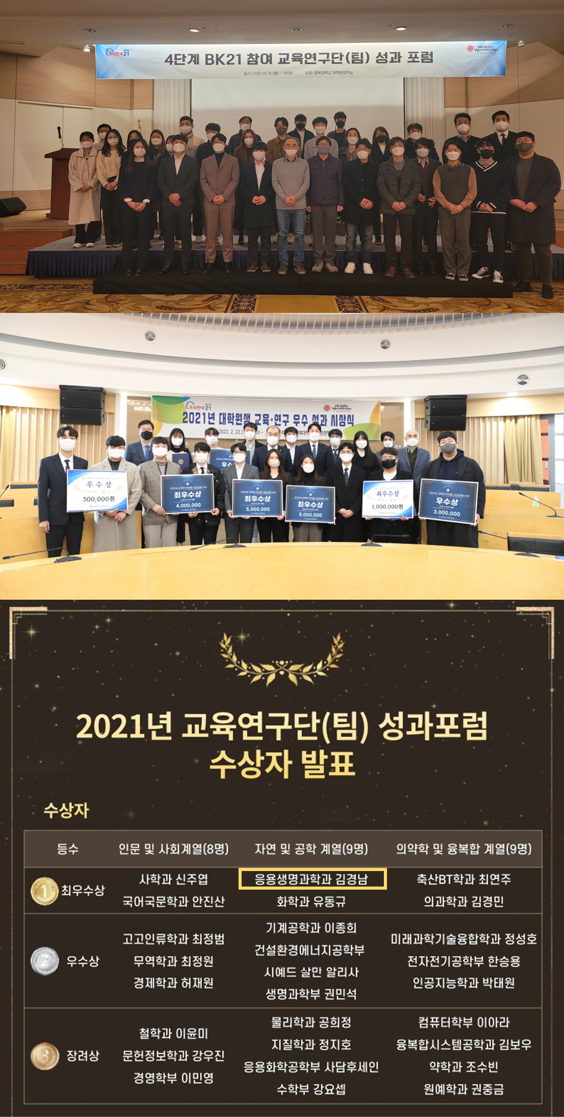 4단계 BK21 참여 교육연구단(팀) 성과 포럼
2021년 대학원생 교육·연구 우수 성과 시상식
우수상
500,000원
최우수상
4,000,000
최우수상
5,000,000
최우수상
5,000,000
최우수상
1,000,000원
최우수상
3,000,000
2021년 교육연구단(팀) 성과포럼
수상자 발표
수상자
등수 인문 및 사회계열(8명) 자연 및 공학 계열(9명) 의약학 및 융복합 계열(9명)
1 최우수상 사학과 신주엽 응용생명과학과 김경남 축산BT학과 최연주
국어국문학과 안진산 화학과 유동규 의과학과 김경민
2 우수상 고고인류학과 최정범 기계공학과 이종희 미래과학기술융합학과 정성호
무역학과 최정원 건설환경에너지공학부 전자전기공학부 한승용
경제학과 허재원 시예드 살만 알리사 인공지능학과 박태원
생명과학부 권민석
3 장려상 철학과 이윤미 물리학과 공희정 컴퓨터학부 이아라
문헌정보학과 강우진 지질학과 정지호 융복합시스템공학과 김보우
경영학부 이민영 응용화학공학부 사담후세인 약학과 조수빈
수학부 강요셉 원예학과 권중금